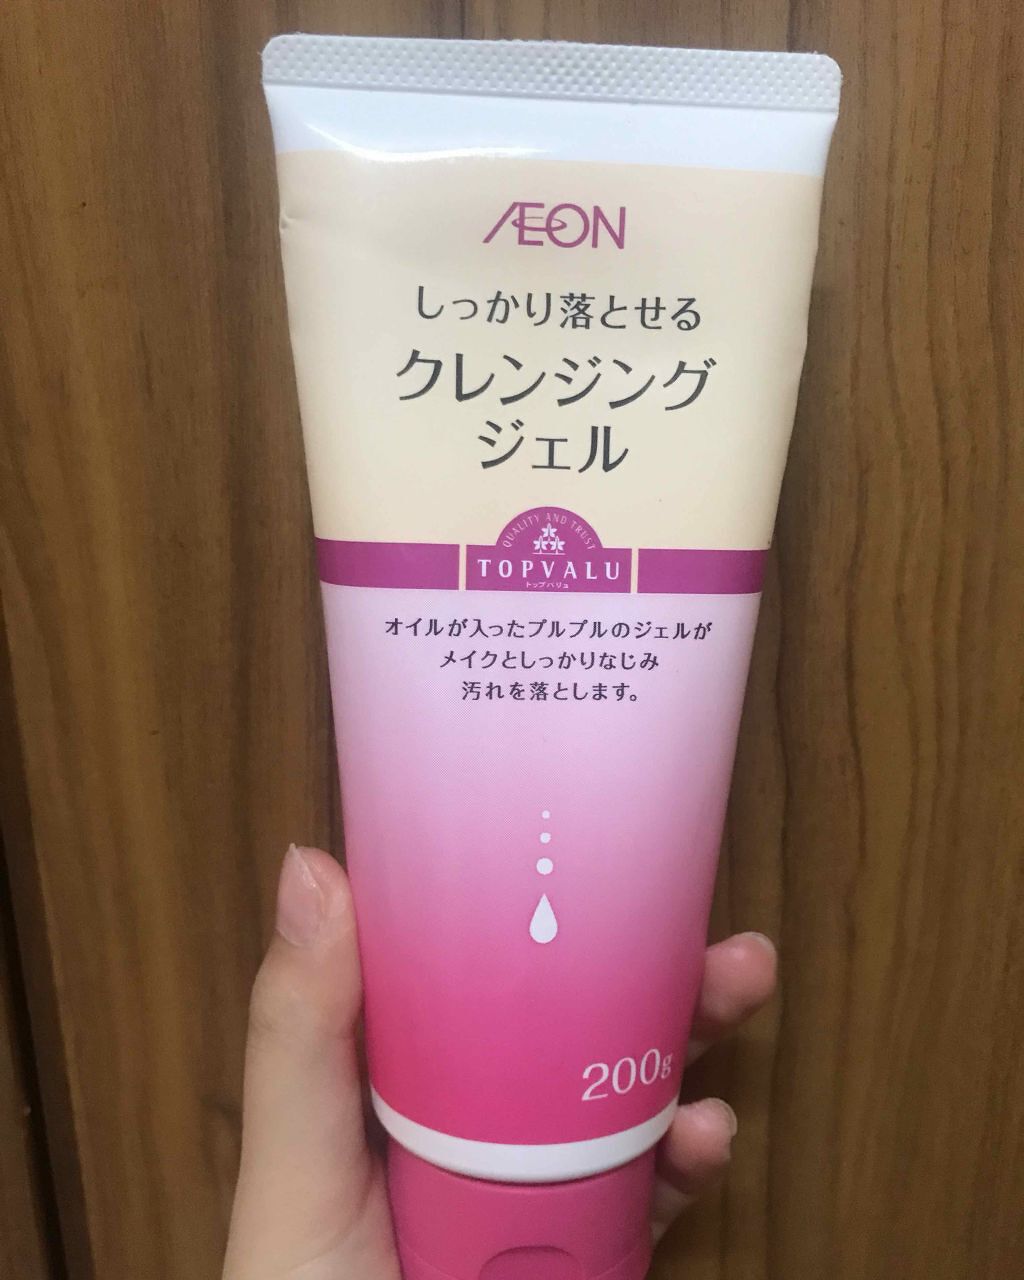 ÆON
しっかり落とせる
クレンジング
ジェル
QUALITY AND TRUST
TOPVALU
トップバリュ
オイルが入ったプルプルのジェルが
メイクとしっかりなじみ
汚れを落とします。
200g